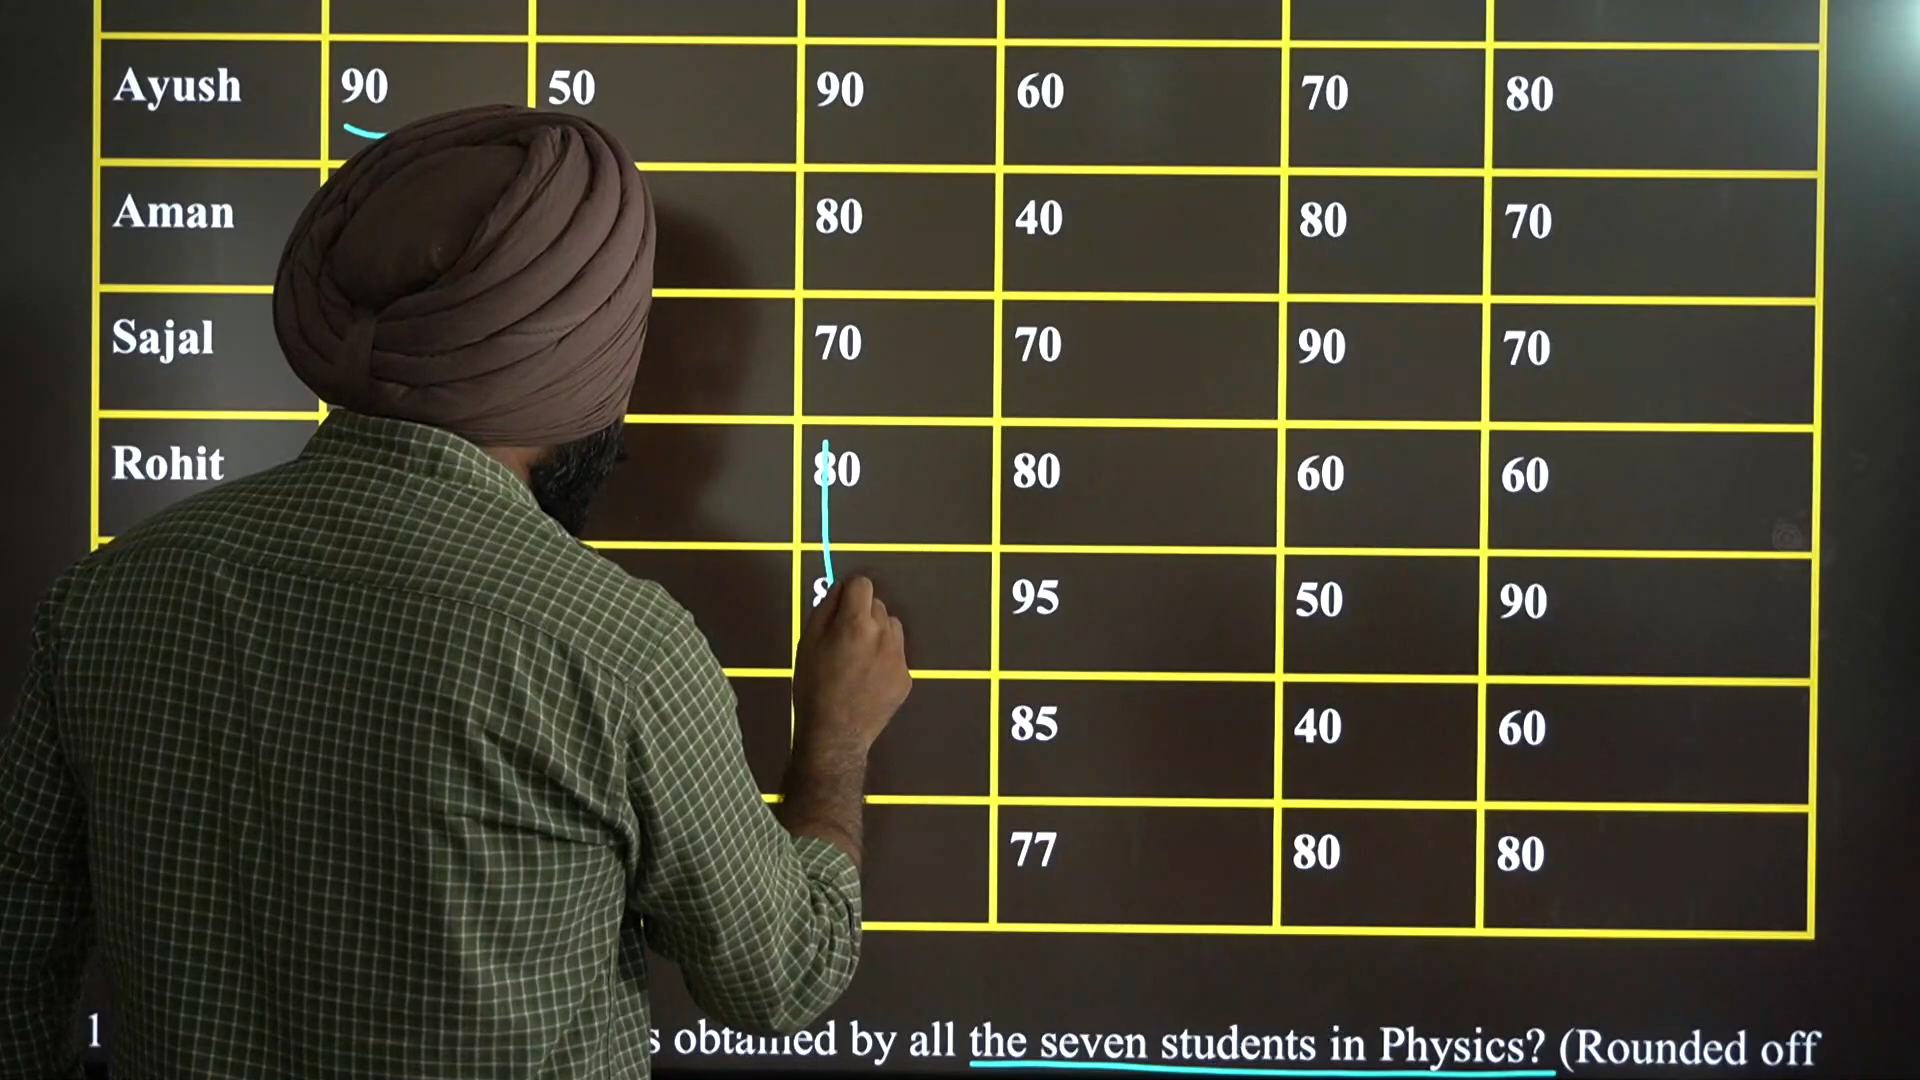 Ayush 90 50 90 60 70 80
Aman 80 40 80 70
Sajal 70 70 90 70
Rohit 80 80 60 60
95 50 90
85 40 60
77 80 80
1 obtained by all the seven students in Physics? (Rounded off